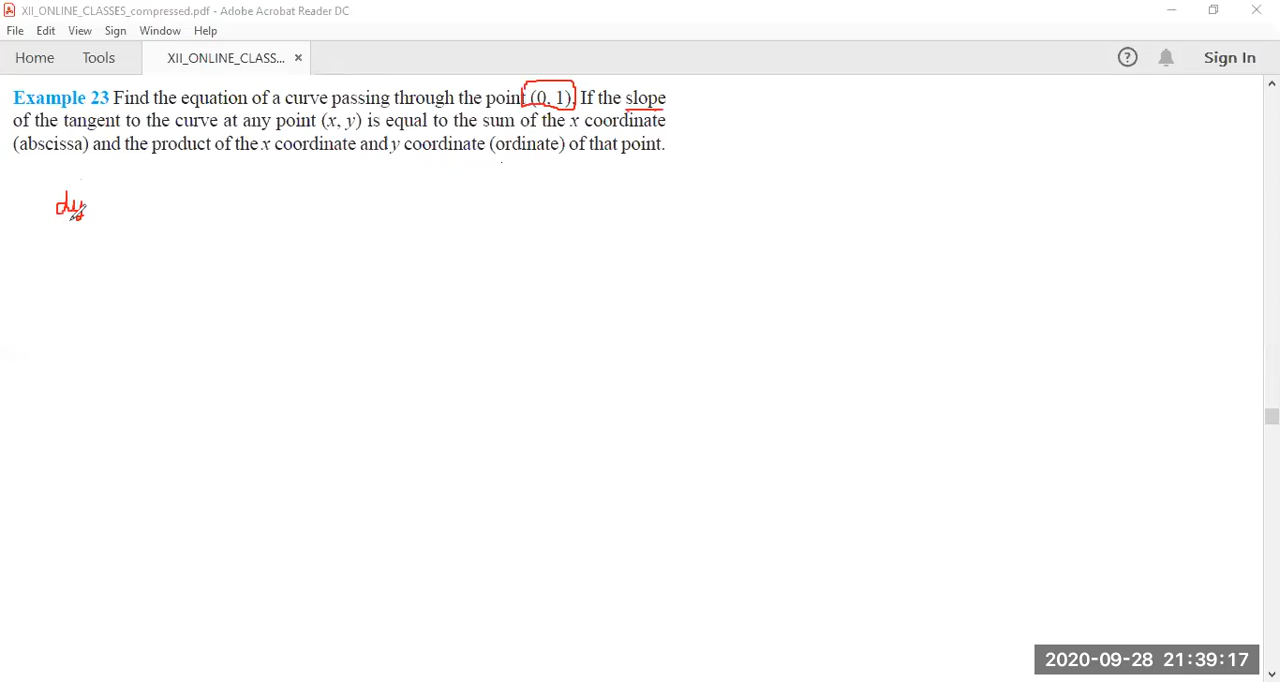 XII_ONLINE_CLASSES_compressed.pdf - Adobe Acrobat Reader DC
File Edit View Sign Window Help
Home Tools XII_ONLINE_CLASS... × ? Sign In
Example 23 Find the equation of a curve passing through the point (0, 1). If the slope
of the tangent to the curve at any point (x, y) is equal to the sum of the x coordinate
(abscissa) and the product of the x coordinate and y coordinate (ordinate) of that point.
dy
2020-09-28 21:39:17